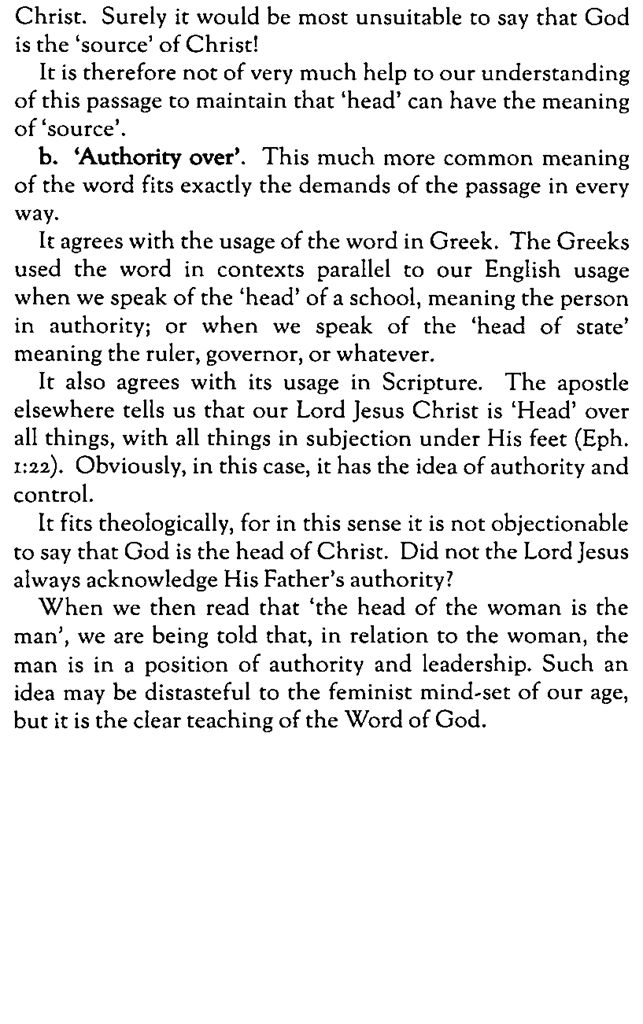 Christ. Surely it would be most unsuitable to say that God
is the ‘source’ of Christ!
It is therefore not of very much help to our understanding
of this passage to maintain that ‘head’ can have the meaning
of ‘source’.
b. ‘Authority over’. This much more common meaning
of the word fits exactly the demands of the passage in every
way.
It agrees with the usage of the word in Greek. The Greeks
used the word in contexts parallel to our English usage
when we speak of the ‘head’ of a school, meaning the person
in authority; or when we speak of the ‘head of state’
meaning the ruler, governor, or whatever.
It also agrees with its usage in Scripture. The apostle
elsewhere tells us that our Lord Jesus Christ is ‘Head’ over
all things, with all things in subjection under His feet (Eph.
1:22). Obviously, in this case, it has the idea of authority and
control.
It fits theologically, for in this sense it is not objectionable
to say that God is the head of Christ. Did not the Lord Jesus
always acknowledge His Father’s authority?
When we then read that ‘the head of the woman is the
man’, we are being told that, in relation to the woman, the
man is in a position of authority and leadership. Such an
idea may be distasteful to the feminist mind-set of our age,
but it is the clear teaching of the Word of God.